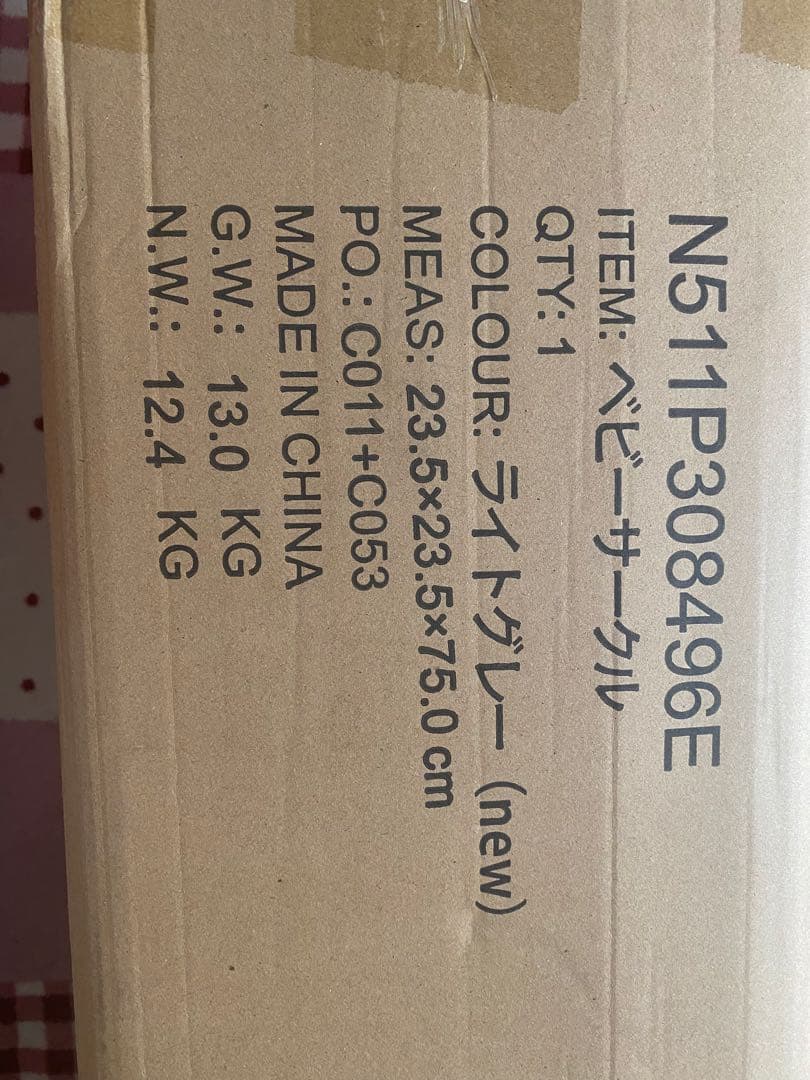 N511P308496E
ITEM: ベビーサークル
QTY: 1
COLOUR: ライトグレー (new)
MEAS: 23.5×23.5×75.0 cm
PO.: C011+C053
MADE IN CHINA
G.W.: 13.0 KG
N.W.: 12.4 KG